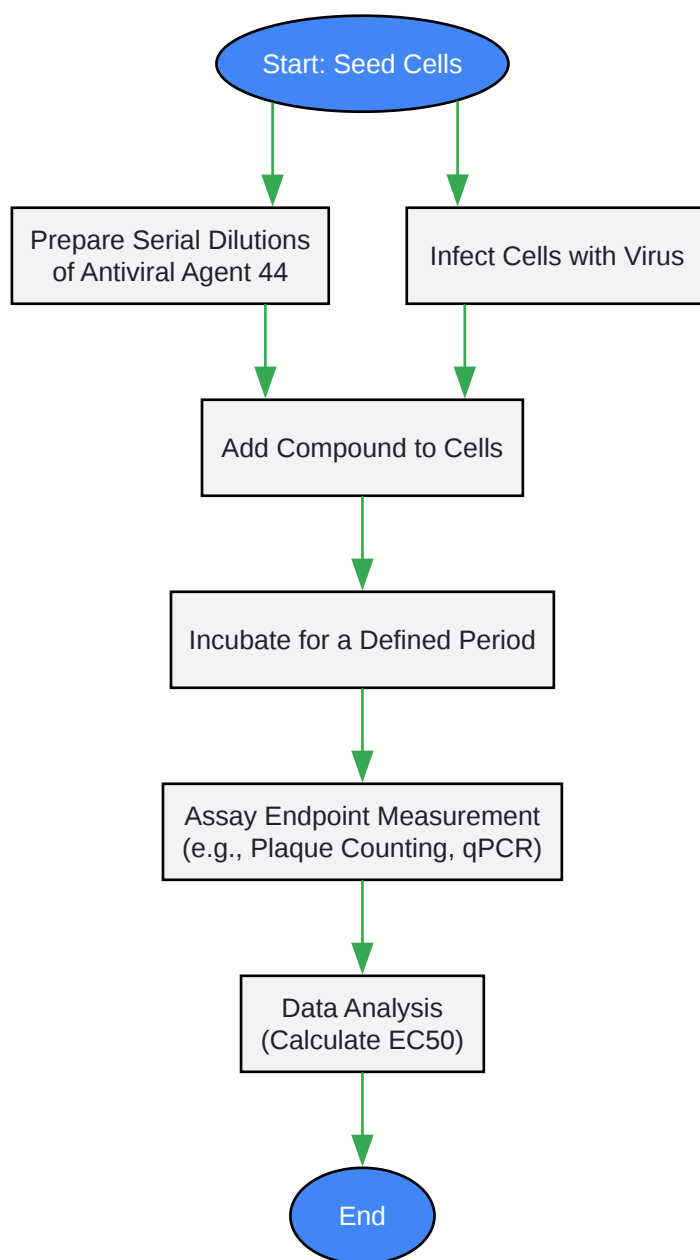 Start: Seed Cells
Prepare Serial Dilutions
of Antiviral Agent 44
Infect Cells with Virus
Add Compound to Cells
Incubate for a Defined Period
Assay Endpoint Measurement
(e.g., Plaque Counting, qPCR)
Data Analysis
(Calculate EC50)
End